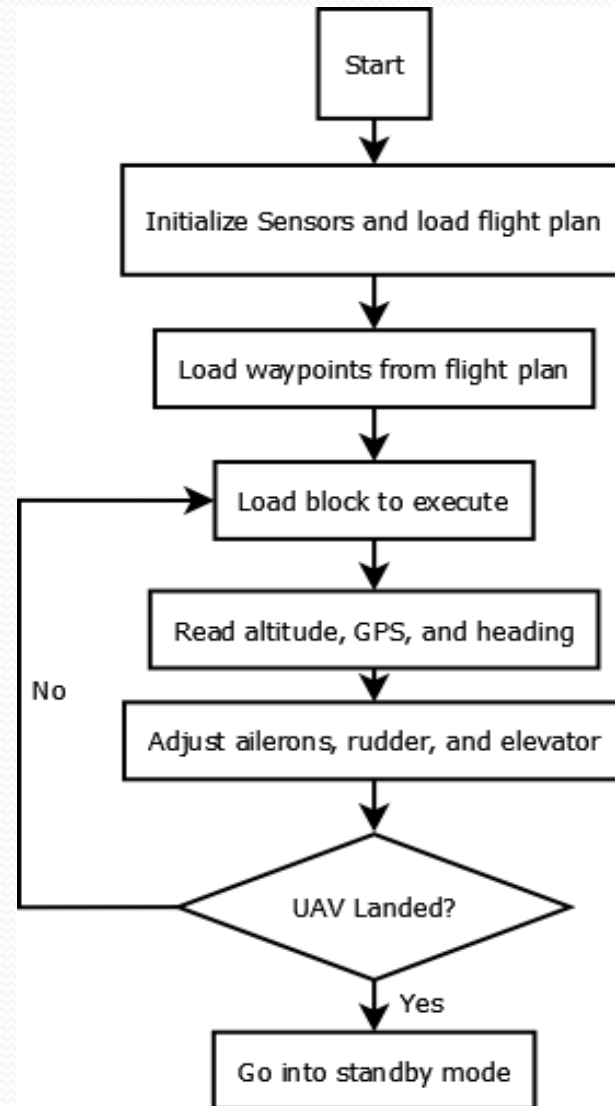 Start
Initialize Sensors and load flight plan
Load waypoints from flight plan
Load block to execute
Read altitude, GPS, and heading
No
Adjust ailerons, rudder, and elevator
UAV Landed?
Yes
Go into standby mode